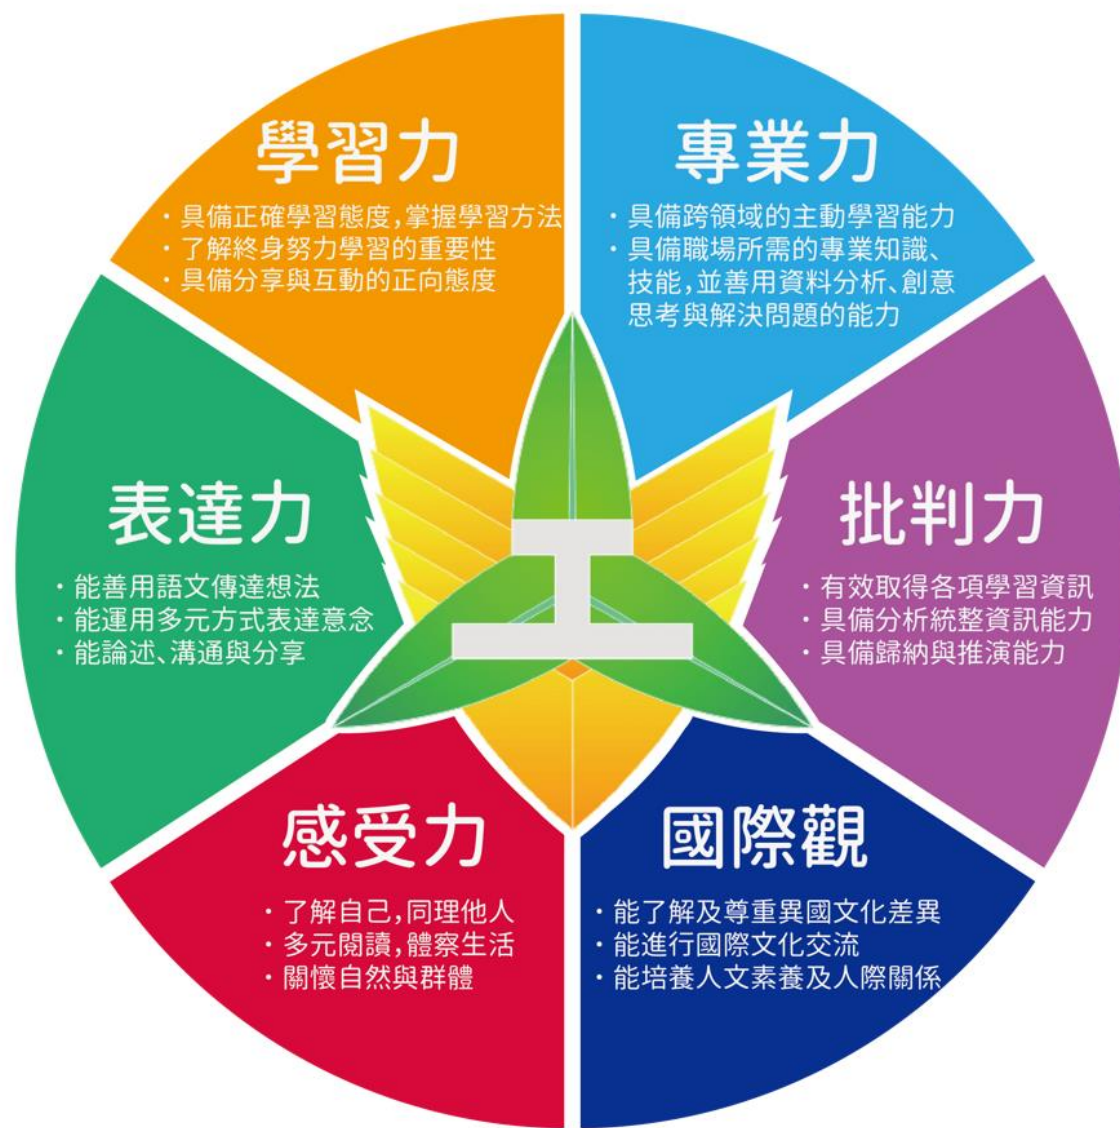 學習力
・具備正確學習態度,掌握學習方法
・了解終身努力學習的重要性
・具備分享與互動的正向態度
專業力
・具備跨領域的主動學習能力
・具備職場所需的專業知識、
技能,並善用資料分析、創意
思考與解決問題的能力
表達力
・能善用語文傳達想法
・能運用多元方式表達意念
・能論述、溝通與分享
工
批判力
・有效取得各項學習資訊
・具備分析統整資訊能力
・具備歸納與推演能力
感受力
・了解自己,同理他人
・多元閱讀,體察生活
・關懷自然與群體
國際觀
・能了解及尊重異國文化差異
・能進行國際文化交流
・能培養人文素養及人際關係